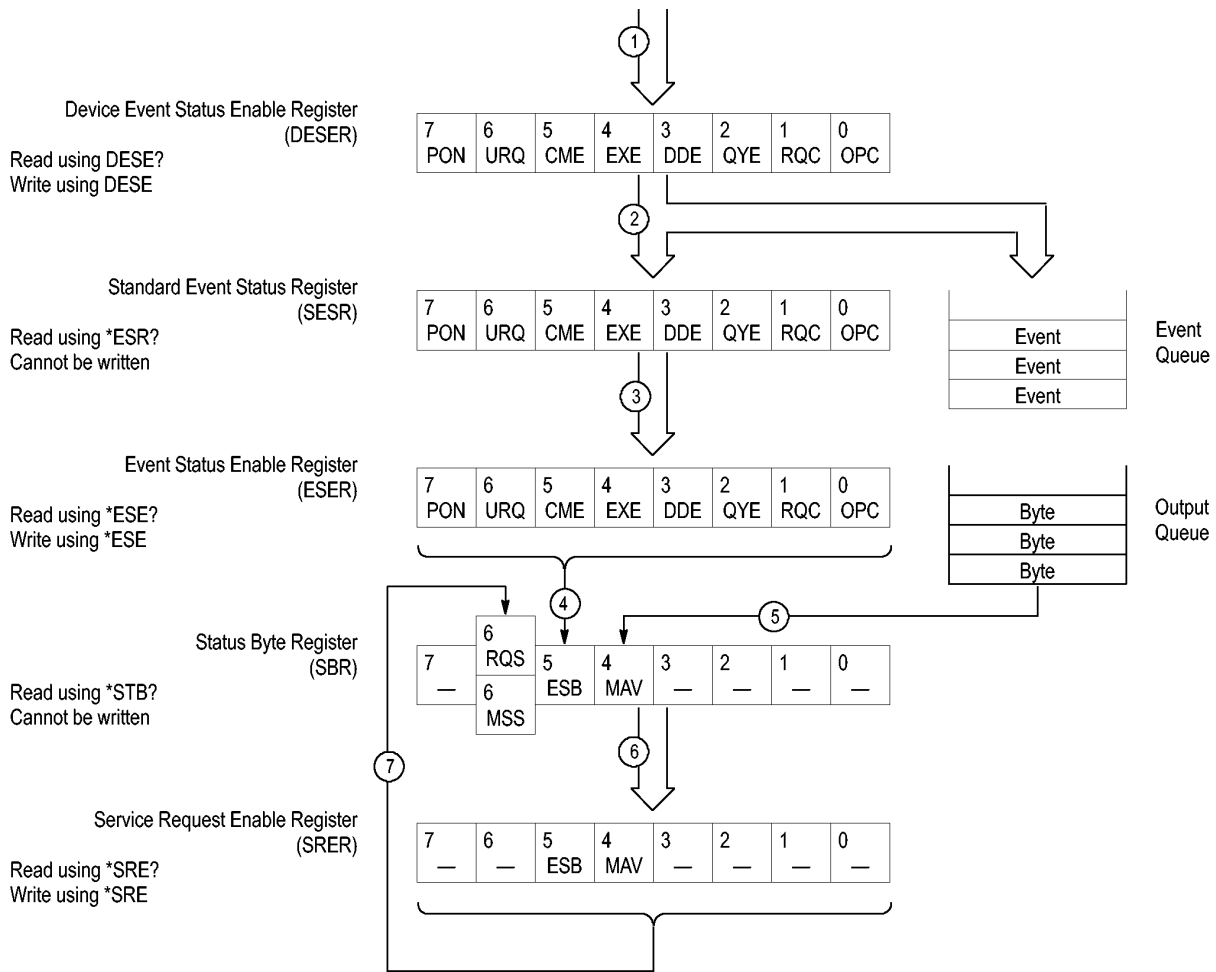 1
Device Event Status Enable Register
(DESER)
Read using DESE?
Write using DESE
7 6 5 4 3 2 1 0
PON URQ CME EXE DDE QYE RQC OPC
2
Standard Event Status Register
(SESR)
Read using *ESR?
Cannot be written
7 6 5 4 3 2 1 0
PON URQ CME EXE DDE QYE RQC OPC
Event
Event
Event
Event
Queue
3
Event Status Enable Register
(ESER)
Read using *ESE?
Write using *ESE
7 6 5 4 3 2 1 0
PON URQ CME EXE DDE QYE RQC OPC
Byte
Byte
Byte
Output
Queue
4
5
Status Byte Register
(SBR)
Read using *STB?
Cannot be written
6
RQS
7 5 4 3 2 1 0
— ESB MAV — — — —
6
MSS
6
7
Service Request Enable Register
(SRER)
Read using *SRE?
Write using *SRE
7 6 5 4 3 2 1 0
— — ESB MAV — — — —